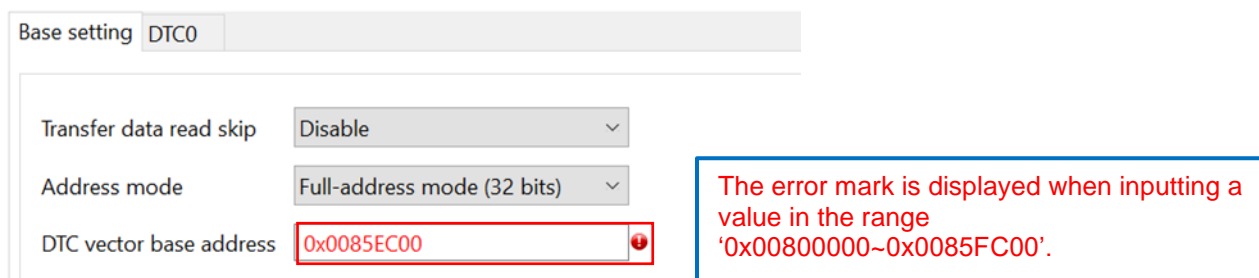 Base setting DTC0
Transfer data read skip Disable
Address mode Full-address mode (32 bits)
DTC vector base address 0x0085EC00
The error mark is displayed when inputting a
value in the range
‘0x00800000~0x0085FC00’.